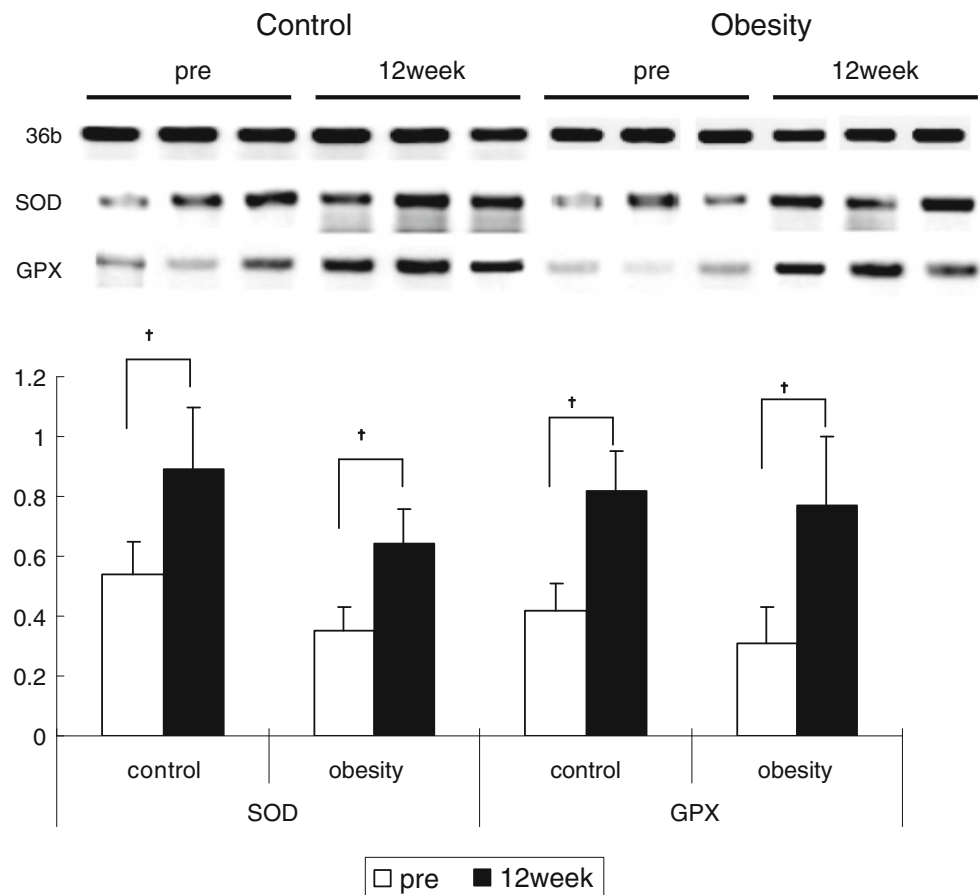 Control Obesity
pre 12week pre 12week
36b
SOD
GPX
† † † †
1.2
1
0.8
0.6
0.4
0.2
0
control obesity control obesity
SOD GPX
pre 12week